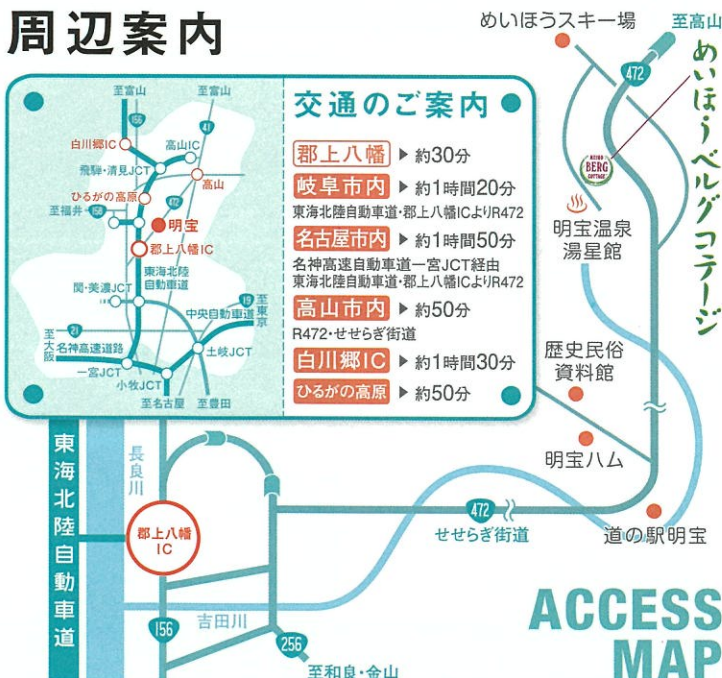 周辺案内
至富山
至富山
156
41
白川郷IC
高山IC
飛騨・清見JCT
高山
ひるがの高原
472
至福井
158
明宝
郡上八幡IC
東海北陸
自動車道
関・美濃JCT
19
至東京
中央自動車道
21
至大阪
名神高速道路
土岐JCT
一宮JCT
小牧JCT
至名古屋
至豊田
交通のご案内
郡上八幡 ▶ 約30分
岐阜市内 ▶ 約1時間20分
東海北陸自動車道・郡上八幡ICよりR472
名古屋市内 ▶ 約1時間50分
名神高速自動車道一宮JCT経由
東海北陸自動車道・郡上八幡ICよりR472
高山市内 ▶ 約50分
R472・せせらぎ街道
白川郷IC ▶ 約1時間30分
ひるがの高原 ▶ 約50分
めいほうスキー場
至高山
472
めいほうベルグコテージ
MEIHO
BERG
COTTAGE
明宝温泉
湯星館
歴史民俗
資料館
明宝ハム
472
せせらぎ街道
道の駅明宝
東海北陸自動車道
長良川
郡上八幡
IC
吉田川
156
256
至和良・金山
ACCESS
MAP